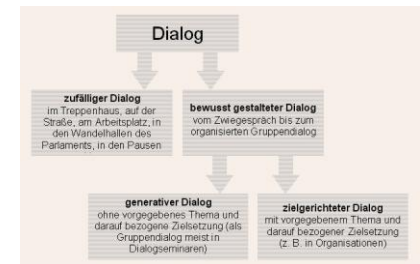 Dialog
zufälliger Dialog
im Treppenhaus, auf der
Straße, am Arbeitsplatz, in
den Wandelhallen des
Parlaments, in den Pausen
bewusst gestalteter Dialog
vom Zwiegespräch bis zum
organisierten Gruppendialog
generativer Dialog
ohne vorgegebenes Thema und
darauf bezogene Zielsetzung (als
Gruppendialog meist in
Dialogseminaren)
zielgerichteter Dialog
mit vorgegebenem Thema und
darauf bezogener Zielsetzung
(z. B. in Organisationen)